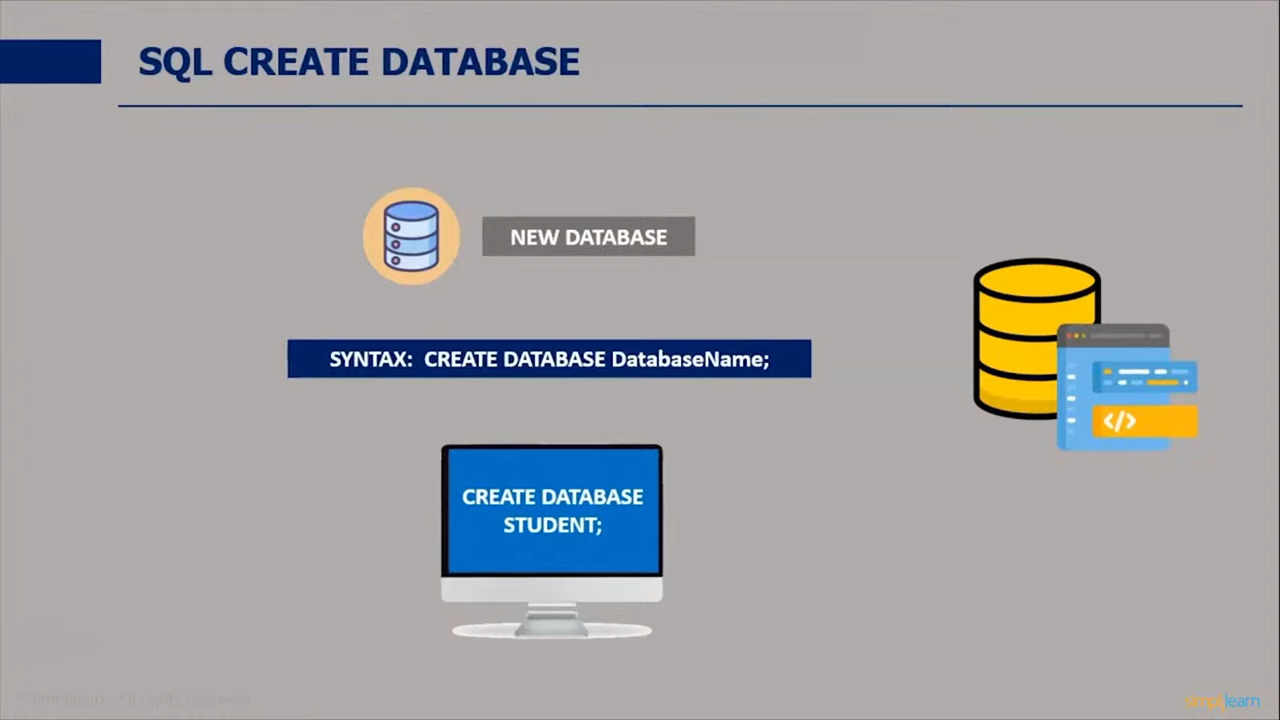 SQL CREATE DATABASE
NEW DATABASE
SYNTAX: CREATE DATABASE DatabaseName;
</>
CREATE DATABASE
STUDENT;
simplilearn